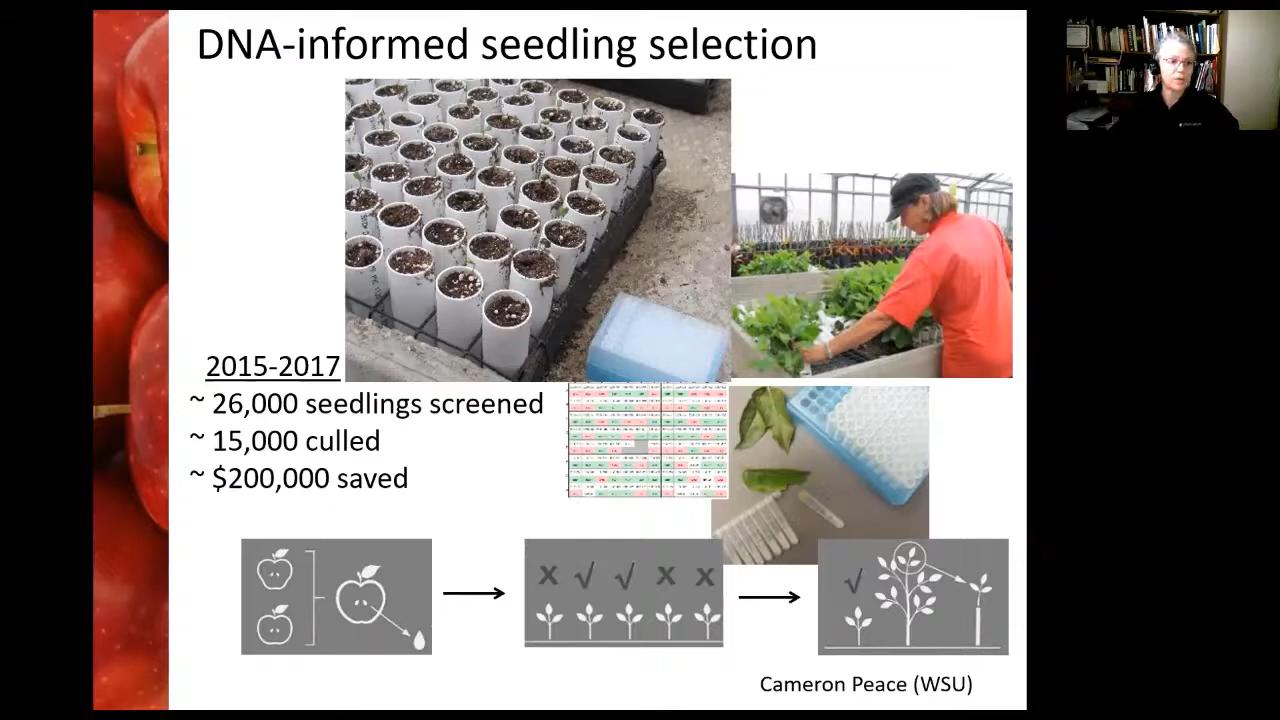 DNA-informed seedling selection
2015-2017
~ 26,000 seedlings screened
~ 15,000 culled
~ $200,000 saved
X √ √ X X
√
Cameron Peace (WSU)